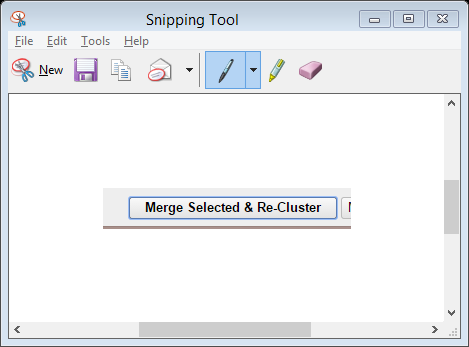 Snipping Tool
File Edit Tools Help
New
Merge Selected & Re-Cluster